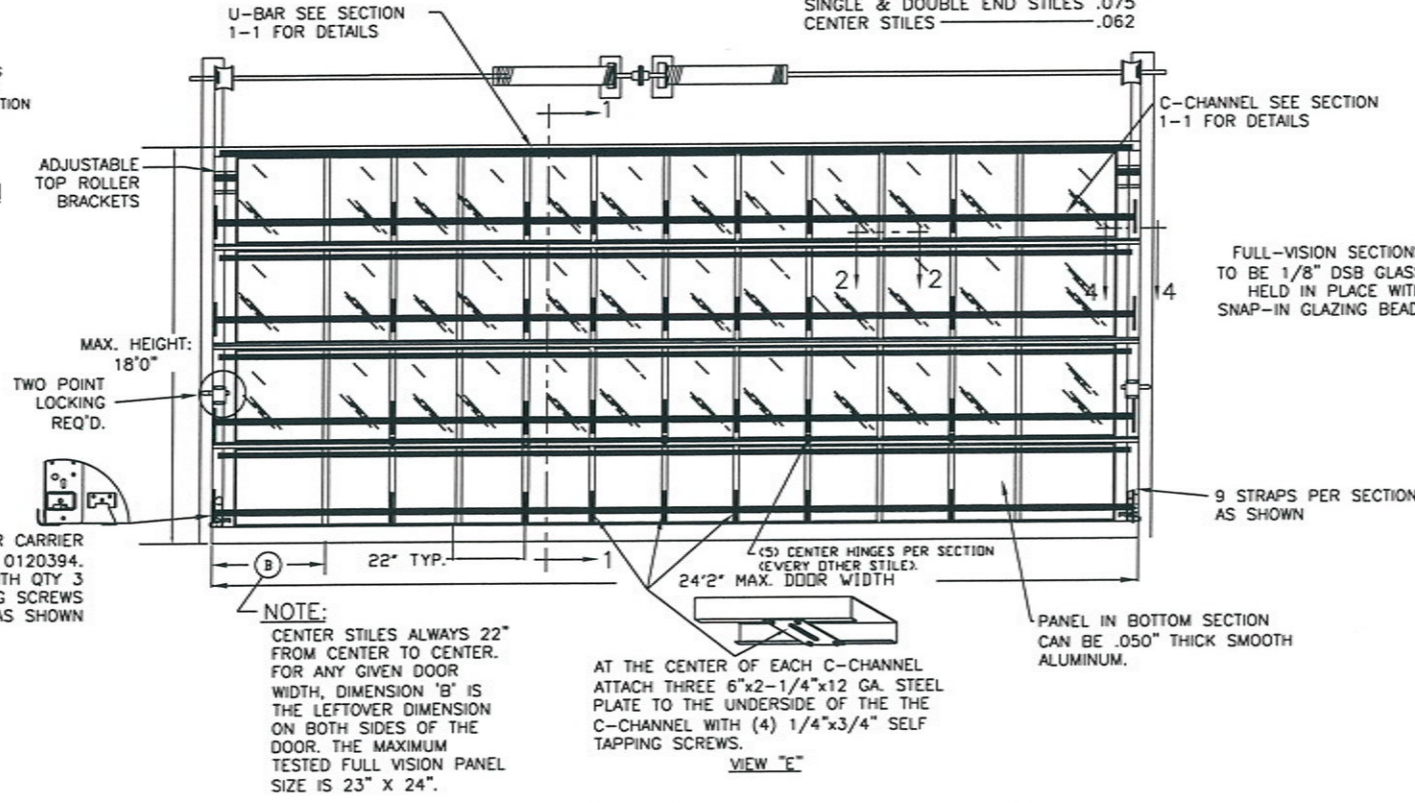 U-BAR SEE SECTION
1-1 FOR DETAILS
SINGLE & DOUBLE END STILES .075
CENTER STILES .062
TION
1
C-CHANNEL SEE SECTION
1-1 FOR DETAILS
ADJUSTABLE
TOP ROLLER
BRACKETS
FULL-VISION SECTION
TO BE 1/8" DSB GLAS
HELD IN PLACE WIT
SNAP-IN GLAZING BEAD
2
2
4
4
MAX. HEIGHT:
18'0"
TWO POINT
LOCKING
REQ'D.
9 STRAPS PER SECTION
AS SHOWN
R CARRIER
0120394.
TH QTY 3
G SCREWS
AS SHOWN
B
22" TYP.
1
(5) CENTER HINGES PER SECTION
(EVERY OTHER STILE).
24'2" MAX. DOOR WIDTH
NOTE:
CENTER STILES ALWAYS 22"
FROM CENTER TO CENTER.
FOR ANY GIVEN DOOR
WIDTH, DIMENSION 'B' IS
THE LEFTOVER DIMENSION
ON BOTH SIDES OF THE
DOOR. THE MAXIMUM
TESTED FULL VISION PANEL
SIZE IS 23" X 24".
AT THE CENTER OF EACH C-CHANNEL
ATTACH THREE 6"x2-1/4"x12 GA. STEEL
PLATE TO THE UNDERSIDE OF THE THE
C-CHANNEL WITH (4) 1/4"x3/4" SELF
TAPPING SCREWS.
VIEW "E"
PANEL IN BOTTOM SECTION
CAN BE .050" THICK SMOOTH
ALUMINUM.